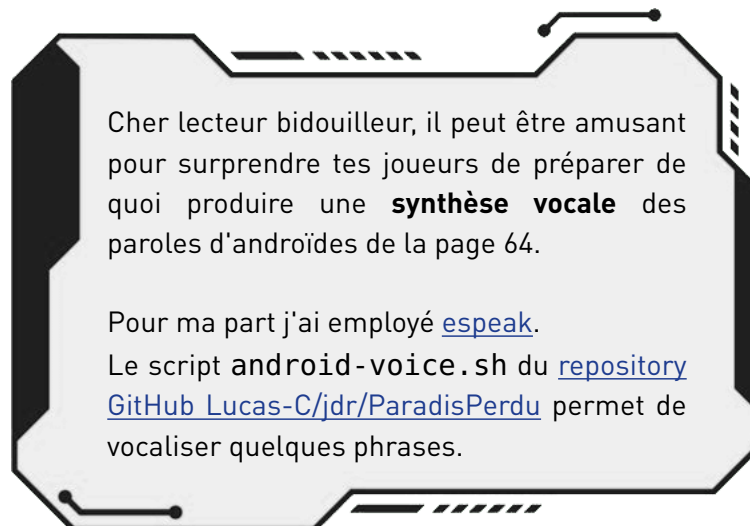 Cher lecteur bidouilleur, il peut être amusant
pour surprendre tes joueurs de préparer de
quoi produire une synthèse vocale des
paroles d'androïdes de la page 64.
Pour ma part j'ai employé espeak.
Le script android-voice.sh du repository
GitHub Lucas-C/jdr/ParadisPerdu permet de
vocaliser quelques phrases.